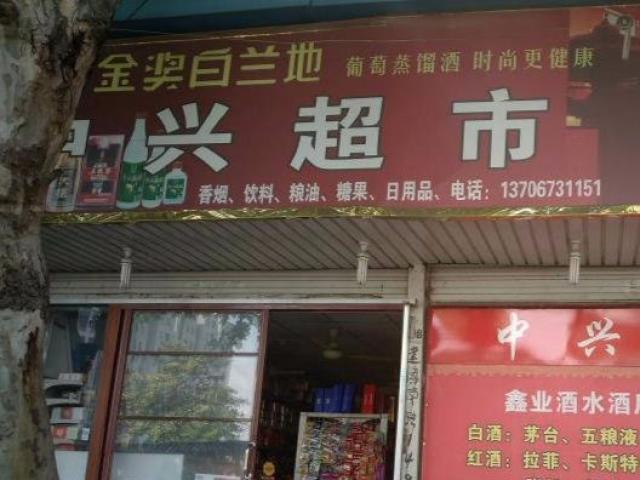 金奖白兰地 葡萄蒸馏酒 时尚更健康
中兴超市
香烟、饮料、粮油、糖果、日用品、电话：13706731151
中兴
鑫业酒水酒
白酒：茅台、五粮液
红酒：拉菲、卡斯特